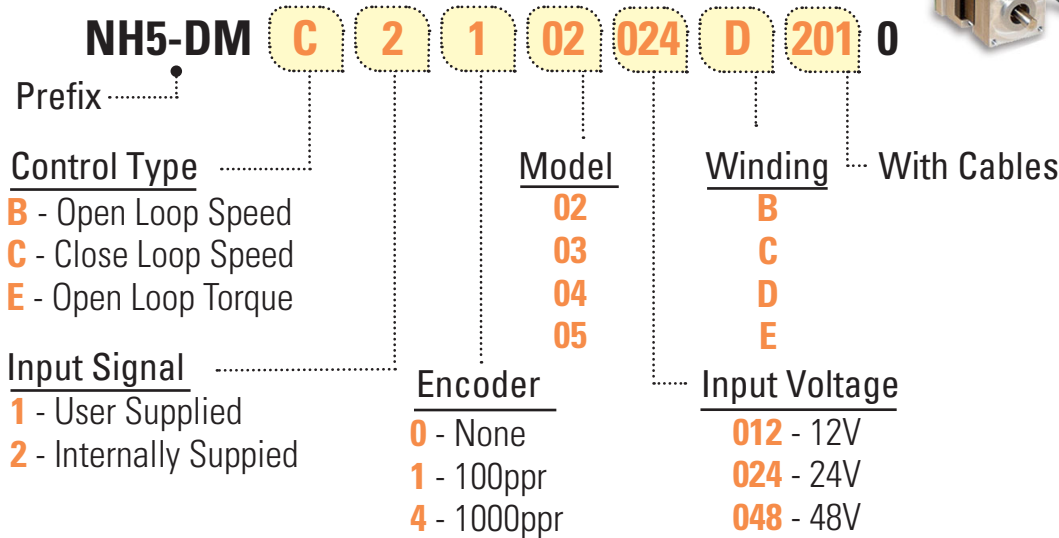 NH5-DM C 2 1 02 024 D 201 0
Prefix
Control Type
B - Open Loop Speed
C - Close Loop Speed
E - Open Loop Torque
Input Signal
1 - User Supplied
2 - Internally Suppied
Encoder
0 - None
1 - 100ppr
4 - 1000ppr
Model
02
03
04
05
Winding
B
C
D
E
Input Voltage
012 - 12V
024 - 24V
048 - 48V
With Cables